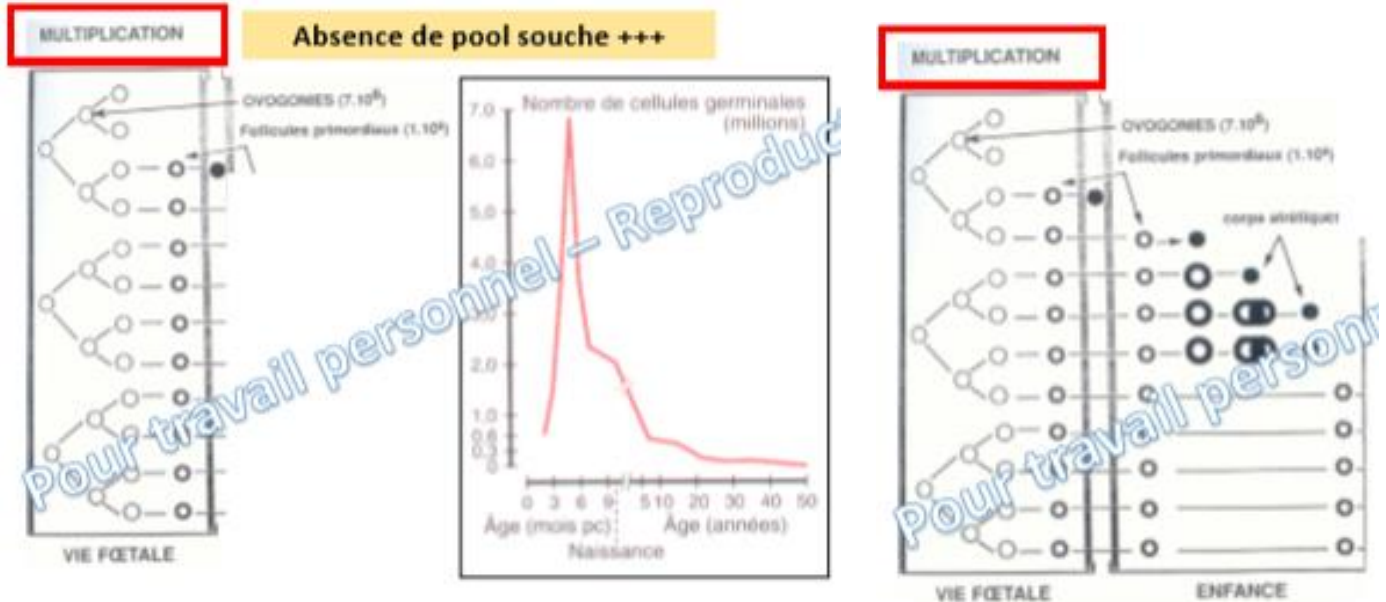 MULTIPLICATION
Absence de pool souche +++
OVOGONIES (7.10⁶)
Follicules primordiaux (1.10⁶)
VIE FŒTALE
Nombre de cellules germinales
(millions)
7.0
6.0
5.0
4.0
2.0
1.0
0.6
0
0 3 6 9 5 10 20 30 40 50
Âge (mois pc) Âge (années)
Naissance
MULTIPLICATION
OVOGONIES (7.10⁶)
Follicules primordiaux (1.10⁶)
corps atrétiques
VIE FŒTALE
ENFANCE
Pour travail personnel – Reproduc
Pour travail personn